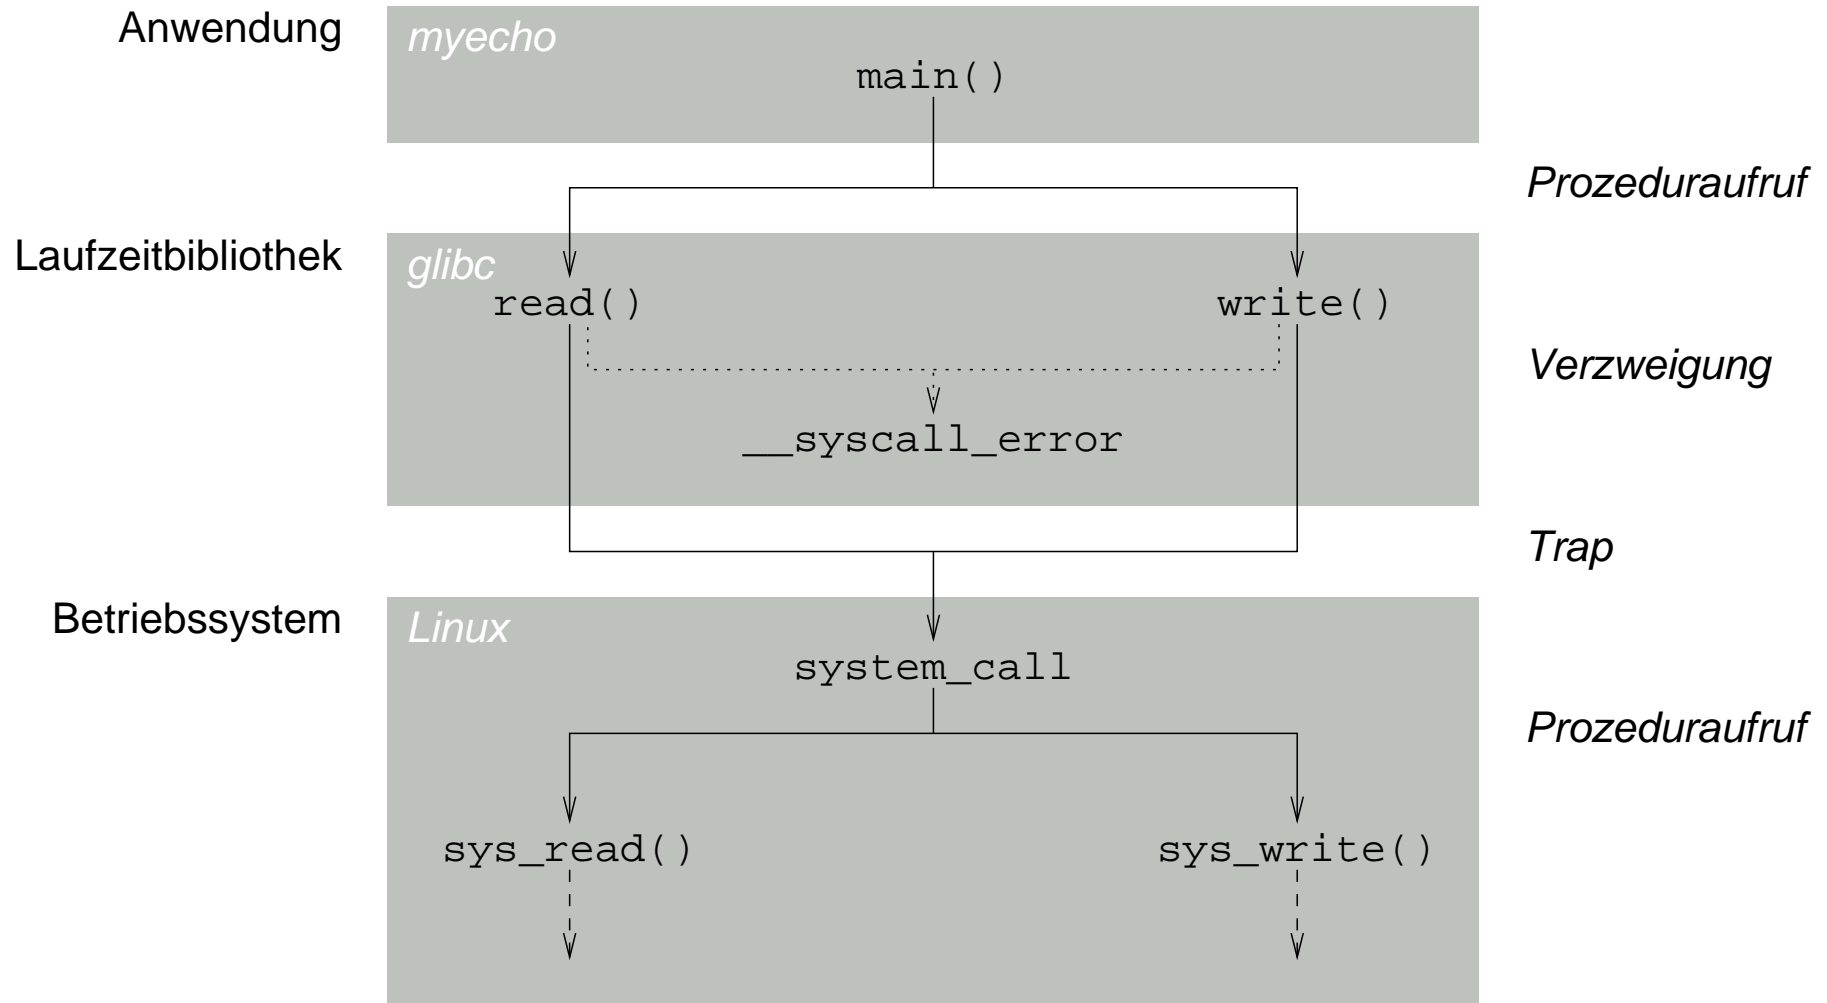 Anwendung
myecho
main()
Prozeduraufruf
Laufzeitbibliothek
glibc
read()
write()
Verzweigung
__syscall_error
Trap
Betriebssystem
Linux
system_call
Prozeduraufruf
sys_read()
sys_write()